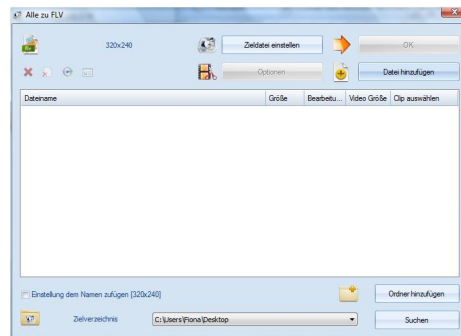 Alle zu FLV
320x240
Zieldatei einstellen
OK
Optionen
Datei hinzufügen
Dateiname Größe Bearbeitu... Video Größe Clip auswählen
Einstellung dem Namen zufügen [320x240]
Ordner hinzufügen
Zielverzeichnis
C:\Users\Fiona\Desktop
Suchen